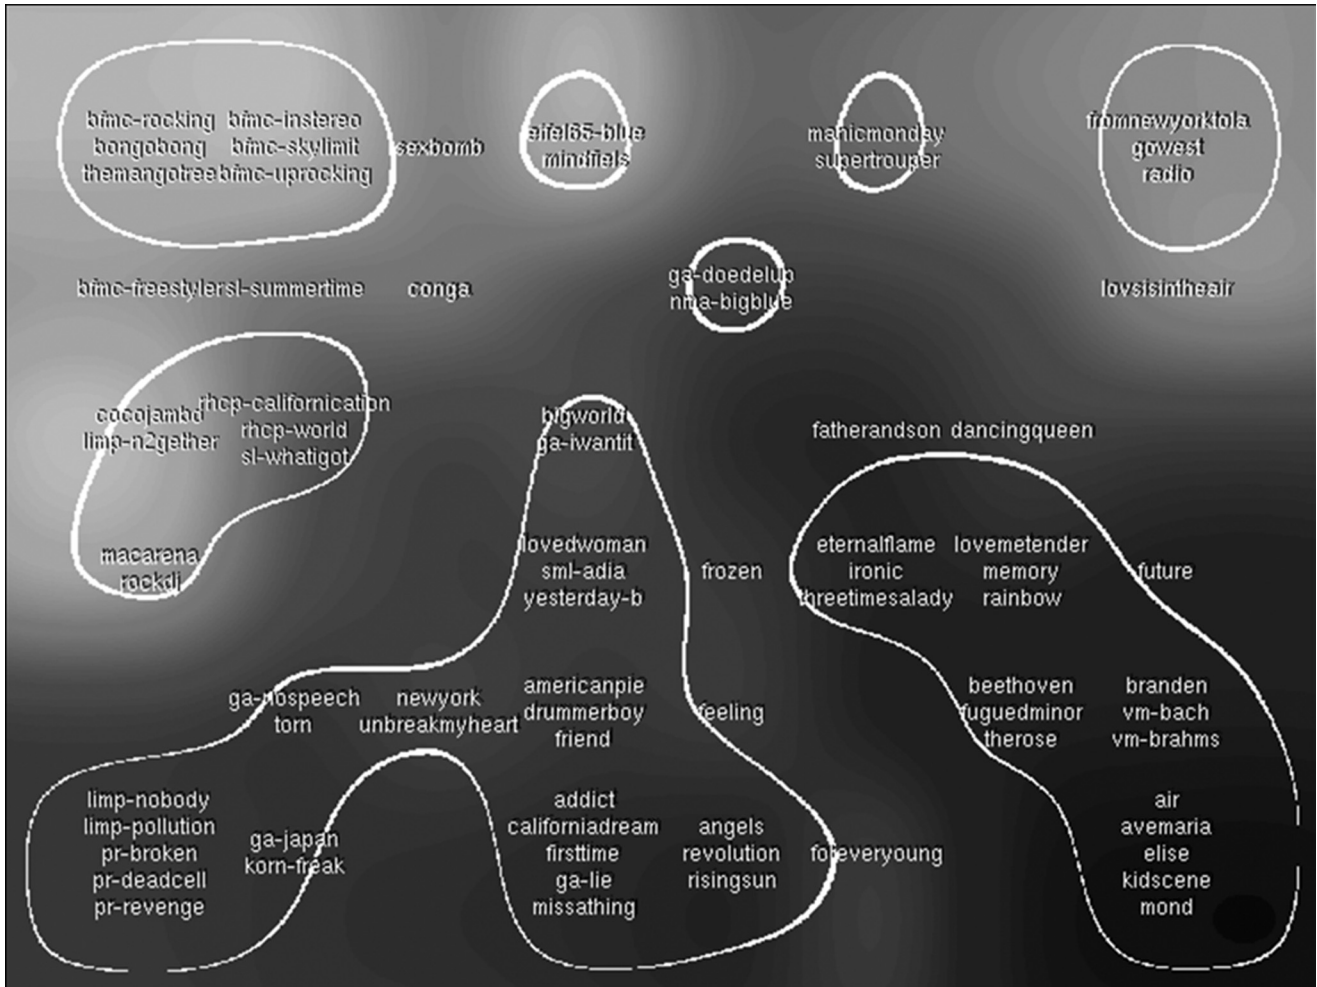 bfmc-rocking bfmc-instereo
bongobong bfmc-skylimit
themangotree bfmc-uprocking
sexbomb
eifel65-blue
mindfiels
manicmonday
supertrouper
fromnewyorktola
gowest
radio
bfmc-freestyler sl-summertime
conga
ga-doedelup
nma-bigblue
lovsisintheair
cocojambo
limp-n2gether
rhcp-californication
rhcp-world
sl-whatigot
bigworld
ga-iwantit
fatherandson dancingqueen
macarena
rockdj
lovedwoman
sml-adia
yesterday-b
frozen
eternalflame
ironic
threetimesalady
lovemetender
memory
rainbow
future
ga-nospeech
torn
newyork
unbreakmyheart
americanpie
drummerboy
friend
feeling
beethoven
fuguedminor
therose
branden
vm-bach
vm-brahms
limp-nobody
limp-pollution
pr-broken
pr-deadcell
pr-revenge
ga-japan
korn-freak
addict
californiadream
firsttime
ga-lie
missathing
angels
revolution
risingsun
foreveryoung
air
avemaria
elise
kidscene
mond